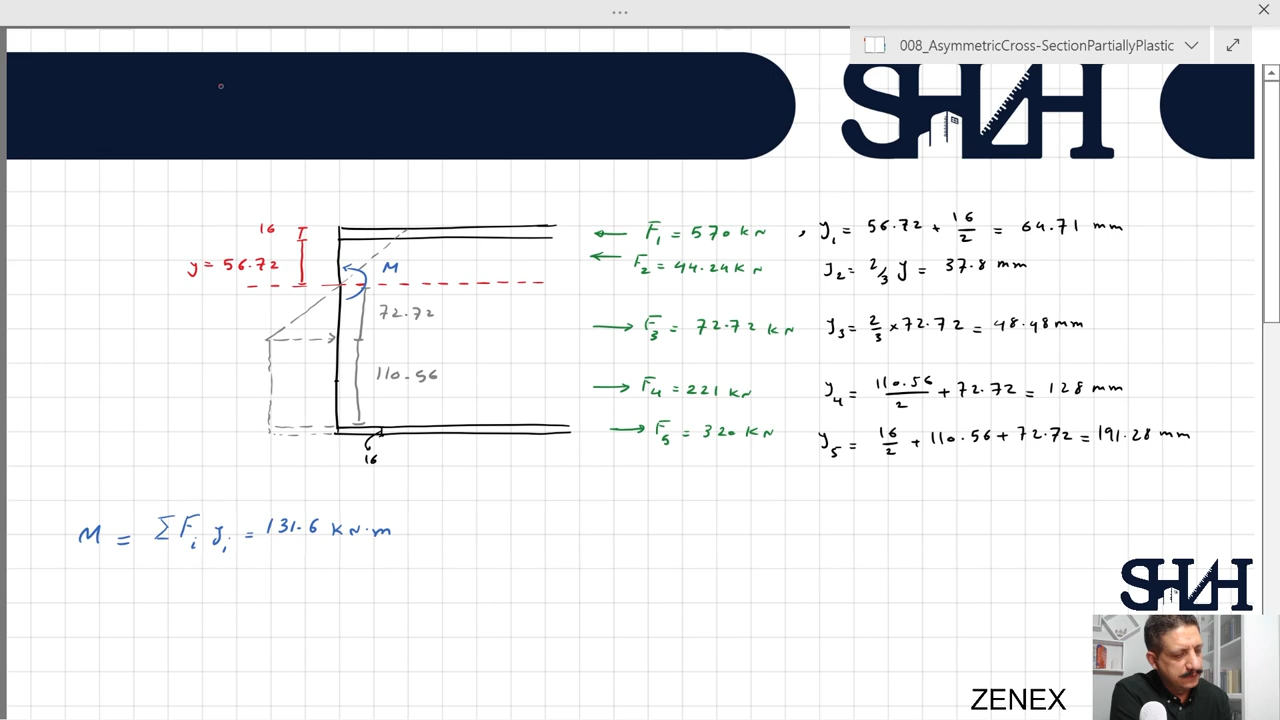 008_AsymmetricCross-SectionPartiallyPlastic
SHZH
16
y = 56.72
M
72.72
110.56
16
F1 = 570 kN , y1 = 56.72 + 16/2 = 64.71 mm
F2 = 44.24 kN y2 = 2/3 y = 37.8 mm
F3 = 72.72 kN y3 = 2/3 × 72.72 = 48.48 mm
F4 = 221 kN y4 = 110.56/2 + 72.72 = 128 mm
F5 = 320 kN y5 = 16/2 + 110.56 + 72.72 = 191.28 mm
M = Σ Fi yi = 131.6 kN.m
SHZH
ZENEX